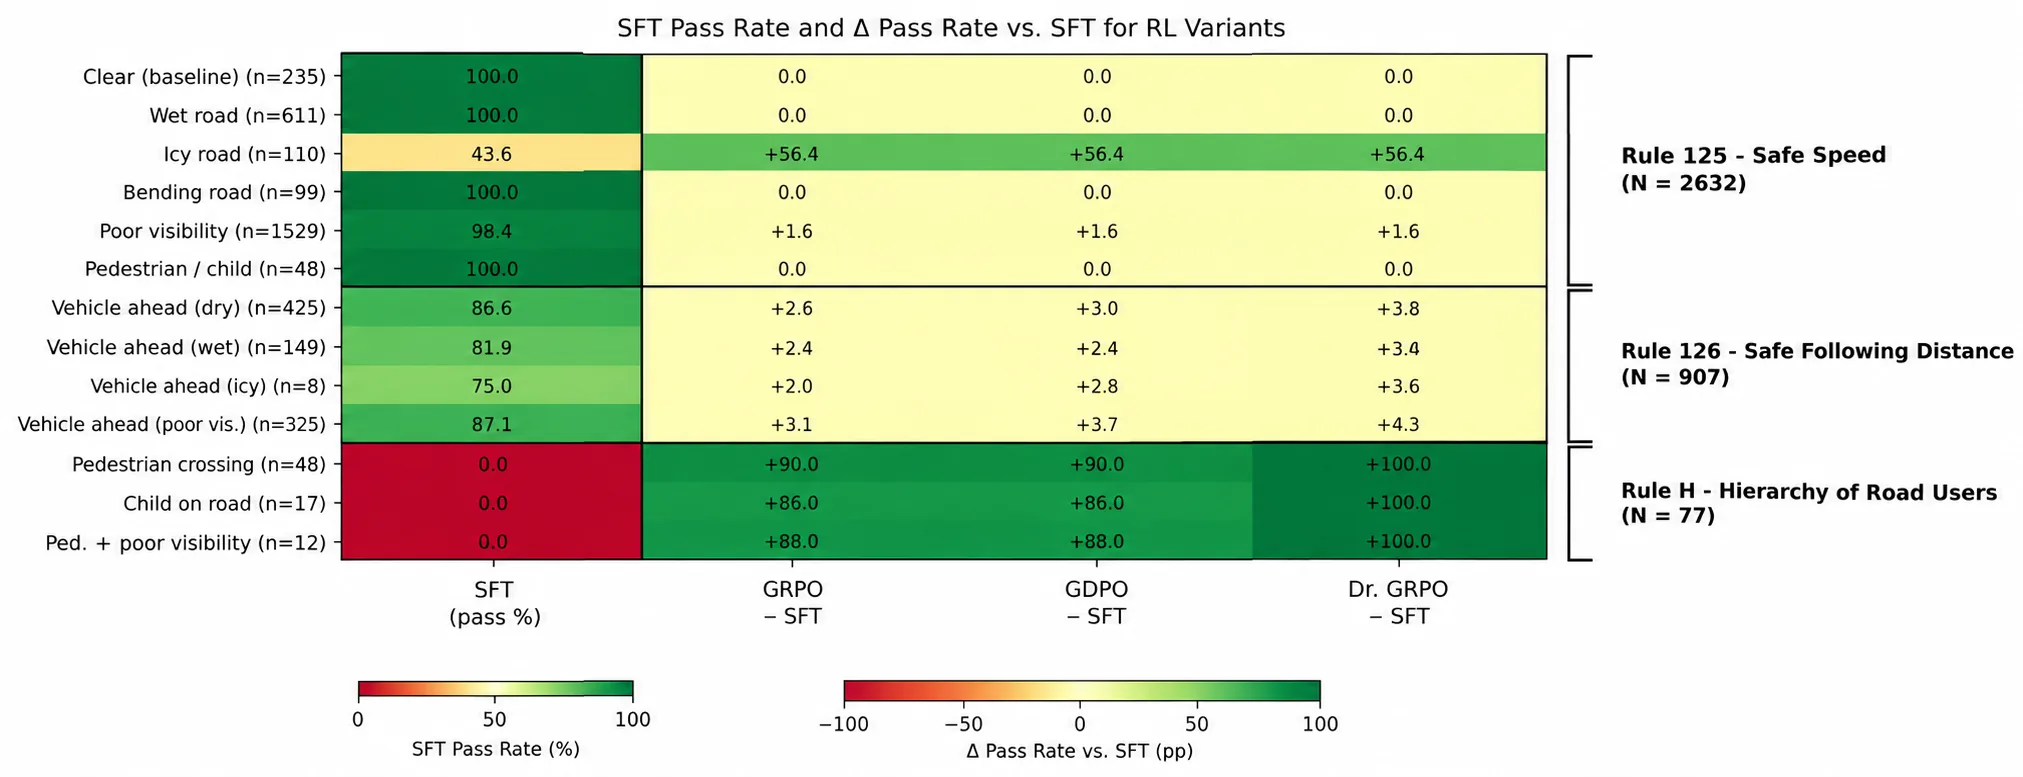 SFT Pass Rate and Δ Pass Rate vs. SFT for RL Variants
Clear (baseline) (n=235) 100.0 0.0 0.0 0.0
Wet road (n=611) 100.0 0.0 0.0 0.0
Icy road (n=110) 43.6 +56.4 +56.4 +56.4
Bending road (n=99) 100.0 0.0 0.0 0.0
Poor visibility (n=1529) 98.4 +1.6 +1.6 +1.6
Pedestrian / child (n=48) 100.0 0.0 0.0 0.0
Rule 125 - Safe Speed
(N = 2632)
Vehicle ahead (dry) (n=425) 86.6 +2.6 +3.0 +3.8
Vehicle ahead (wet) (n=149) 81.9 +2.4 +2.4 +3.4
Vehicle ahead (icy) (n=8) 75.0 +2.0 +2.8 +3.6
Vehicle ahead (poor vis.) (n=325) 87.1 +3.1 +3.7 +4.3
Rule 126 - Safe Following Distance
(N = 907)
Pedestrian crossing (n=48) 0.0 +90.0 +90.0 +100.0
Child on road (n=17) 0.0 +86.0 +86.0 +100.0
Ped. + poor visibility (n=12) 0.0 +88.0 +88.0 +100.0
Rule H - Hierarchy of Road Users
(N = 77)
SFT GRPO GDPO Dr. GRPO
(pass %) − SFT − SFT − SFT
0 50 100
SFT Pass Rate (%)
−100 −50 0 50 100
Δ Pass Rate vs. SFT (pp)